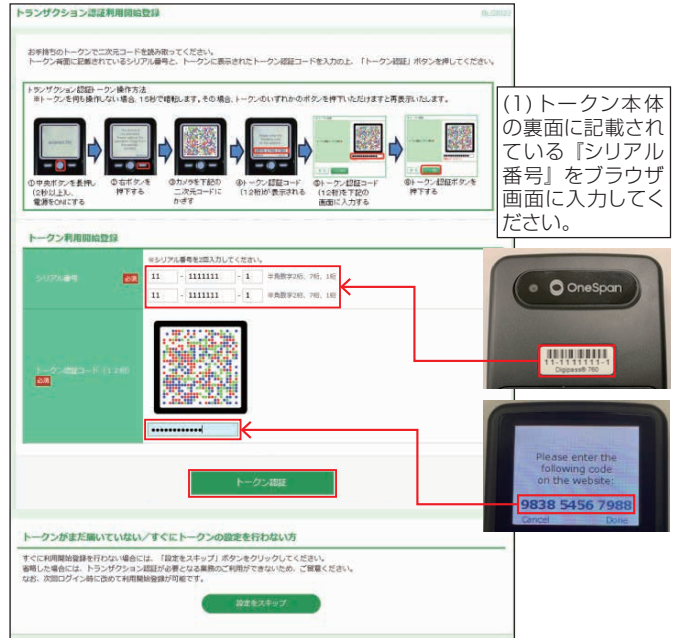 トランザクション認証利用開始登録
BLGI022
お手持ちのトークンで二次元コードを読み取ってください。
トークン背面に記載されているシリアル番号と、トークンに表示されたトークン認証コードを入力の上、「トークン認証」ボタンを押してください。
トランザクション認証トークン操作方法
※トークンを何も操作しない場合、15秒で暗転します。その場合、トークンのいずれかのボタンを押下いただけますと再表示いたします。
①中央ボタンを長押し
(2秒以上)、
電源をONにする
②右ボタンを
押下する
③カメラを下記の
二次元コードに
かざす
④トークン認証コード
(12桁)が表示される
⑤トークン認証コード
(12桁)を下記の
画面に入力する
⑥トークン認証ボタンを
押下する
(1)トークン本体
の裏面に記載され
ている『シリアル
番号』をブラウザ
画面に入力してく
ださい。
トークン利用開始登録
※シリアル番号を2回入力してください。
シリアル番号 必須
11 - 1111111 - 1 半角数字2桁、7桁、1桁
11 - 1111111 - 1 半角数字2桁、7桁、1桁
OneSpan
11-1111111-1
Digipass® 760
トークン認証コード(12桁)
必須
••••••••••••
Please enter the
following code
on the website:
9838 5456 7988
Cancel Done
トークン認証
トークンがまだ届いていない/すぐにトークンの設定を行わない方
すぐに利用開始登録を行わない場合には、「設定をスキップ」ボタンをクリックしてください。
省略した場合には、トランザクション認証が必要となる業務のご利用ができないため、ご留意ください。
なお、次回ログイン時に改めて利用開始登録が可能です。
設定をスキップ